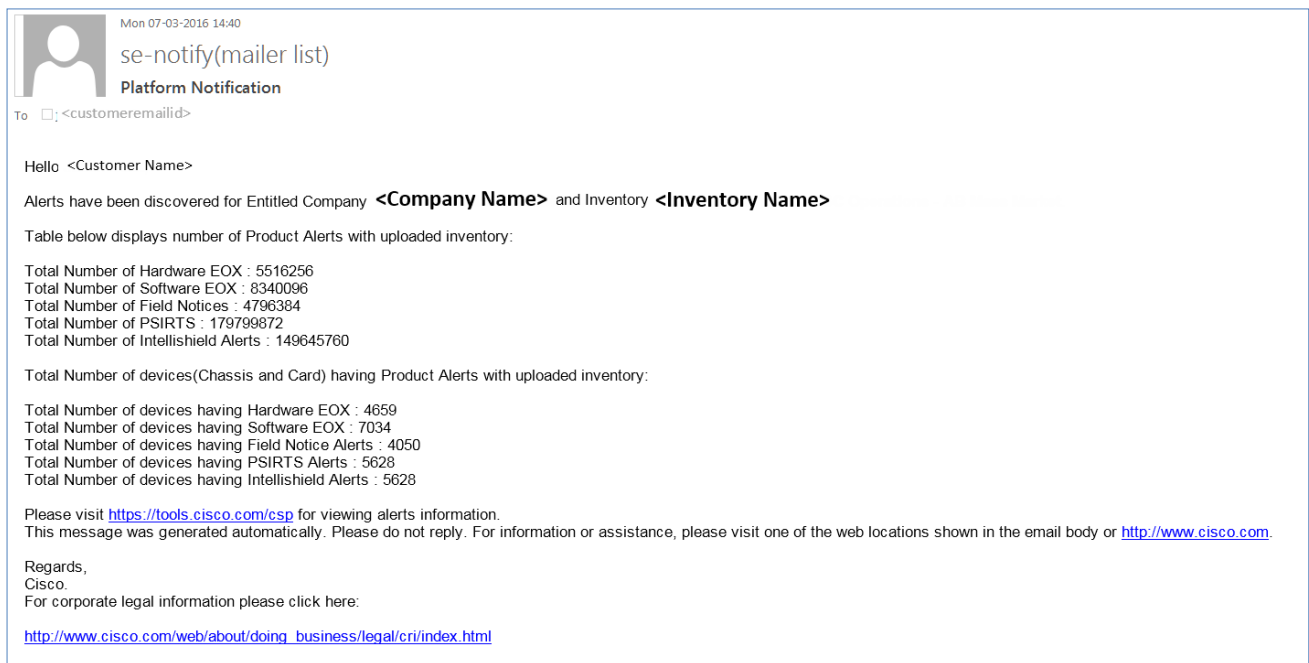 Mon 07-03-2016 14:40
se-notify(mailer list)
Platform Notification
To □; <customeremailid>
Hello <Customer Name>
Alerts have been discovered for Entitled Company <Company Name> and Inventory <Inventory Name>
Table below displays number of Product Alerts with uploaded inventory:
Total Number of Hardware EOX : 5516256
Total Number of Software EOX : 8340096
Total Number of Field Notices : 4796384
Total Number of PSIRTS : 179799872
Total Number of Intellishield Alerts : 149645760
Total Number of devices(Chassis and Card) having Product Alerts with uploaded inventory:
Total Number of devices having Hardware EOX : 4659
Total Number of devices having Software EOX : 7034
Total Number of devices having Field Notice Alerts : 4050
Total Number of devices having PSIRTS Alerts : 5628
Total Number of devices having Intellishield Alerts : 5628
Please visit https://tools.cisco.com/csp for viewing alerts information.
This message was generated automatically. Please do not reply. For information or assistance, please visit one of the web locations shown in the email body or http://www.cisco.com.
Regards,
Cisco.
For corporate legal information please click here:
http://www.cisco.com/web/about/doing_business/legal/cri/index.html